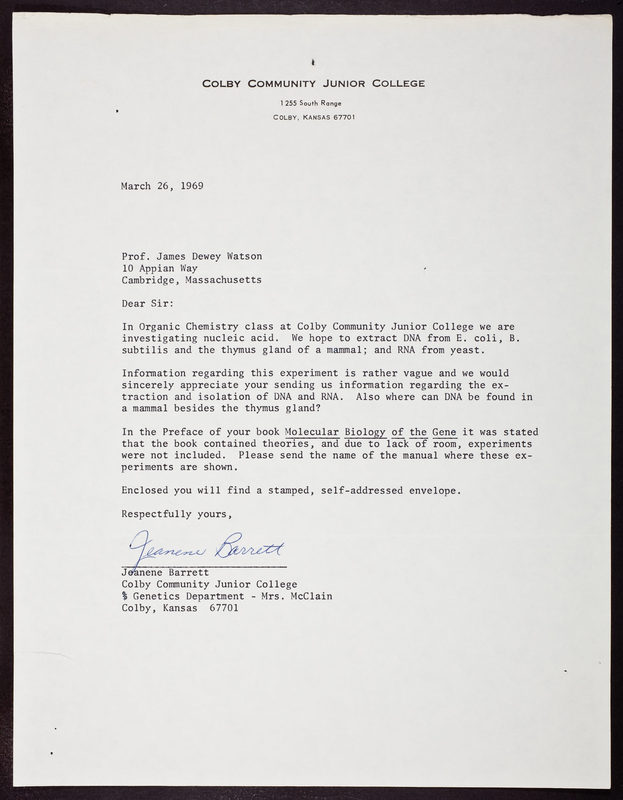 COLBY COMMUNITY JUNIOR COLLEGE
1255 South Range
COLBY, KANSAS 67701
March 26, 1969
Prof. James Dewey Watson
10 Appian Way
Cambridge, Massachusetts
Dear Sir:
In Organic Chemistry class at Colby Community Junior College we are
investigating nucleic acid. We hope to extract DNA from E. coli, B.
subtilis and the thymus gland of a mammal; and RNA from yeast.
Information regarding this experiment is rather vague and we would
sincerely appreciate your sending us information regarding the ex-
traction and isolation of DNA and RNA. Also where can DNA be found in
a mammal besides the thymus gland?
In the Preface of your book Molecular Biology of the Gene it was stated
that the book contained theories, and due to lack of room, experiments
were not included. Please send the name of the manual where these ex-
periments are shown.
Enclosed you will find a stamped, self-addressed envelope.
Respectfully yours,
Jeanene Barrett
Jeanene Barrett
Colby Community Junior College
% Genetics Department - Mrs. McClain
Colby, Kansas 67701